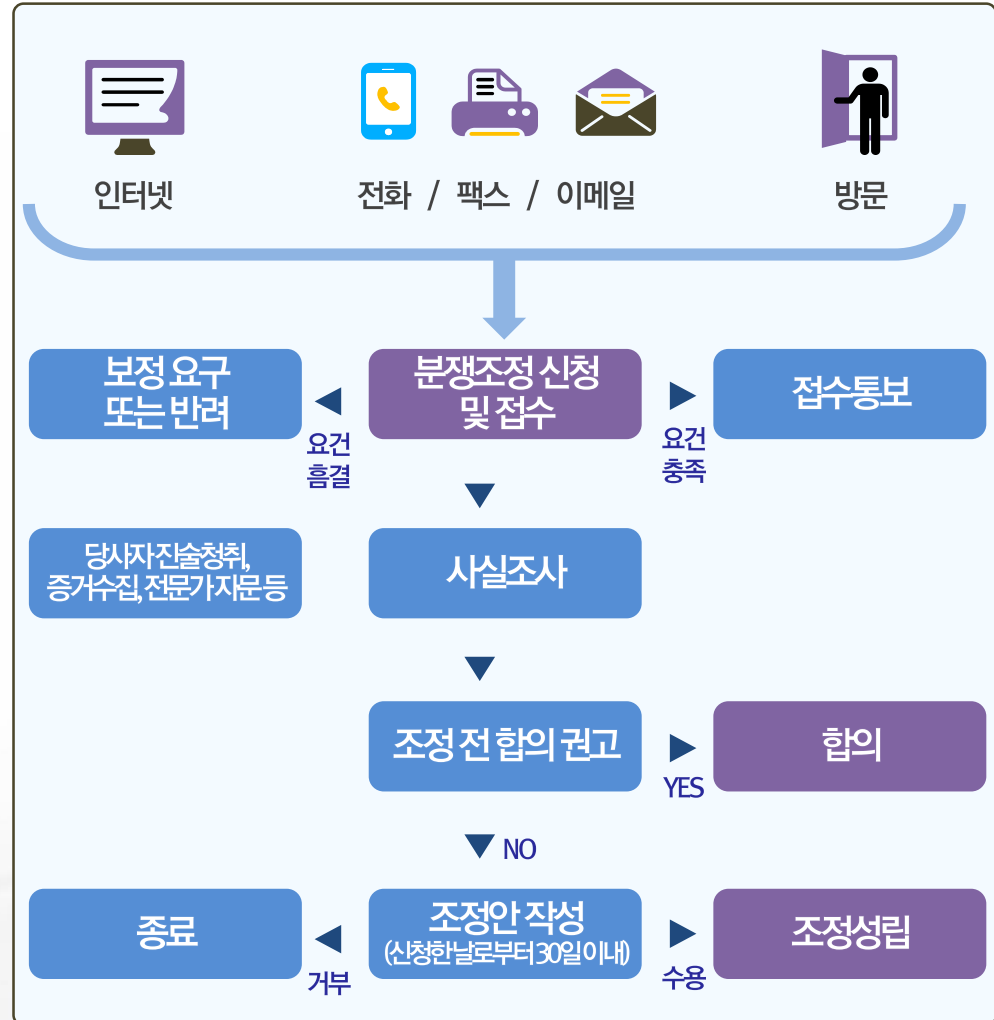 인터넷
전화 / 팩스 / 이메일
방문
보정 요구
또는 반려
분쟁조정 신청
및 접수
접수통보
요건
흠결
요건
충족
당사자 진술청취,
증거수집, 전문가 자문 등
사실조사
조정 전 합의 권고
합의
YES
NO
종료
조정안 작성
(신청한 날로부터 30일 이내)
조정성립
거부
수용